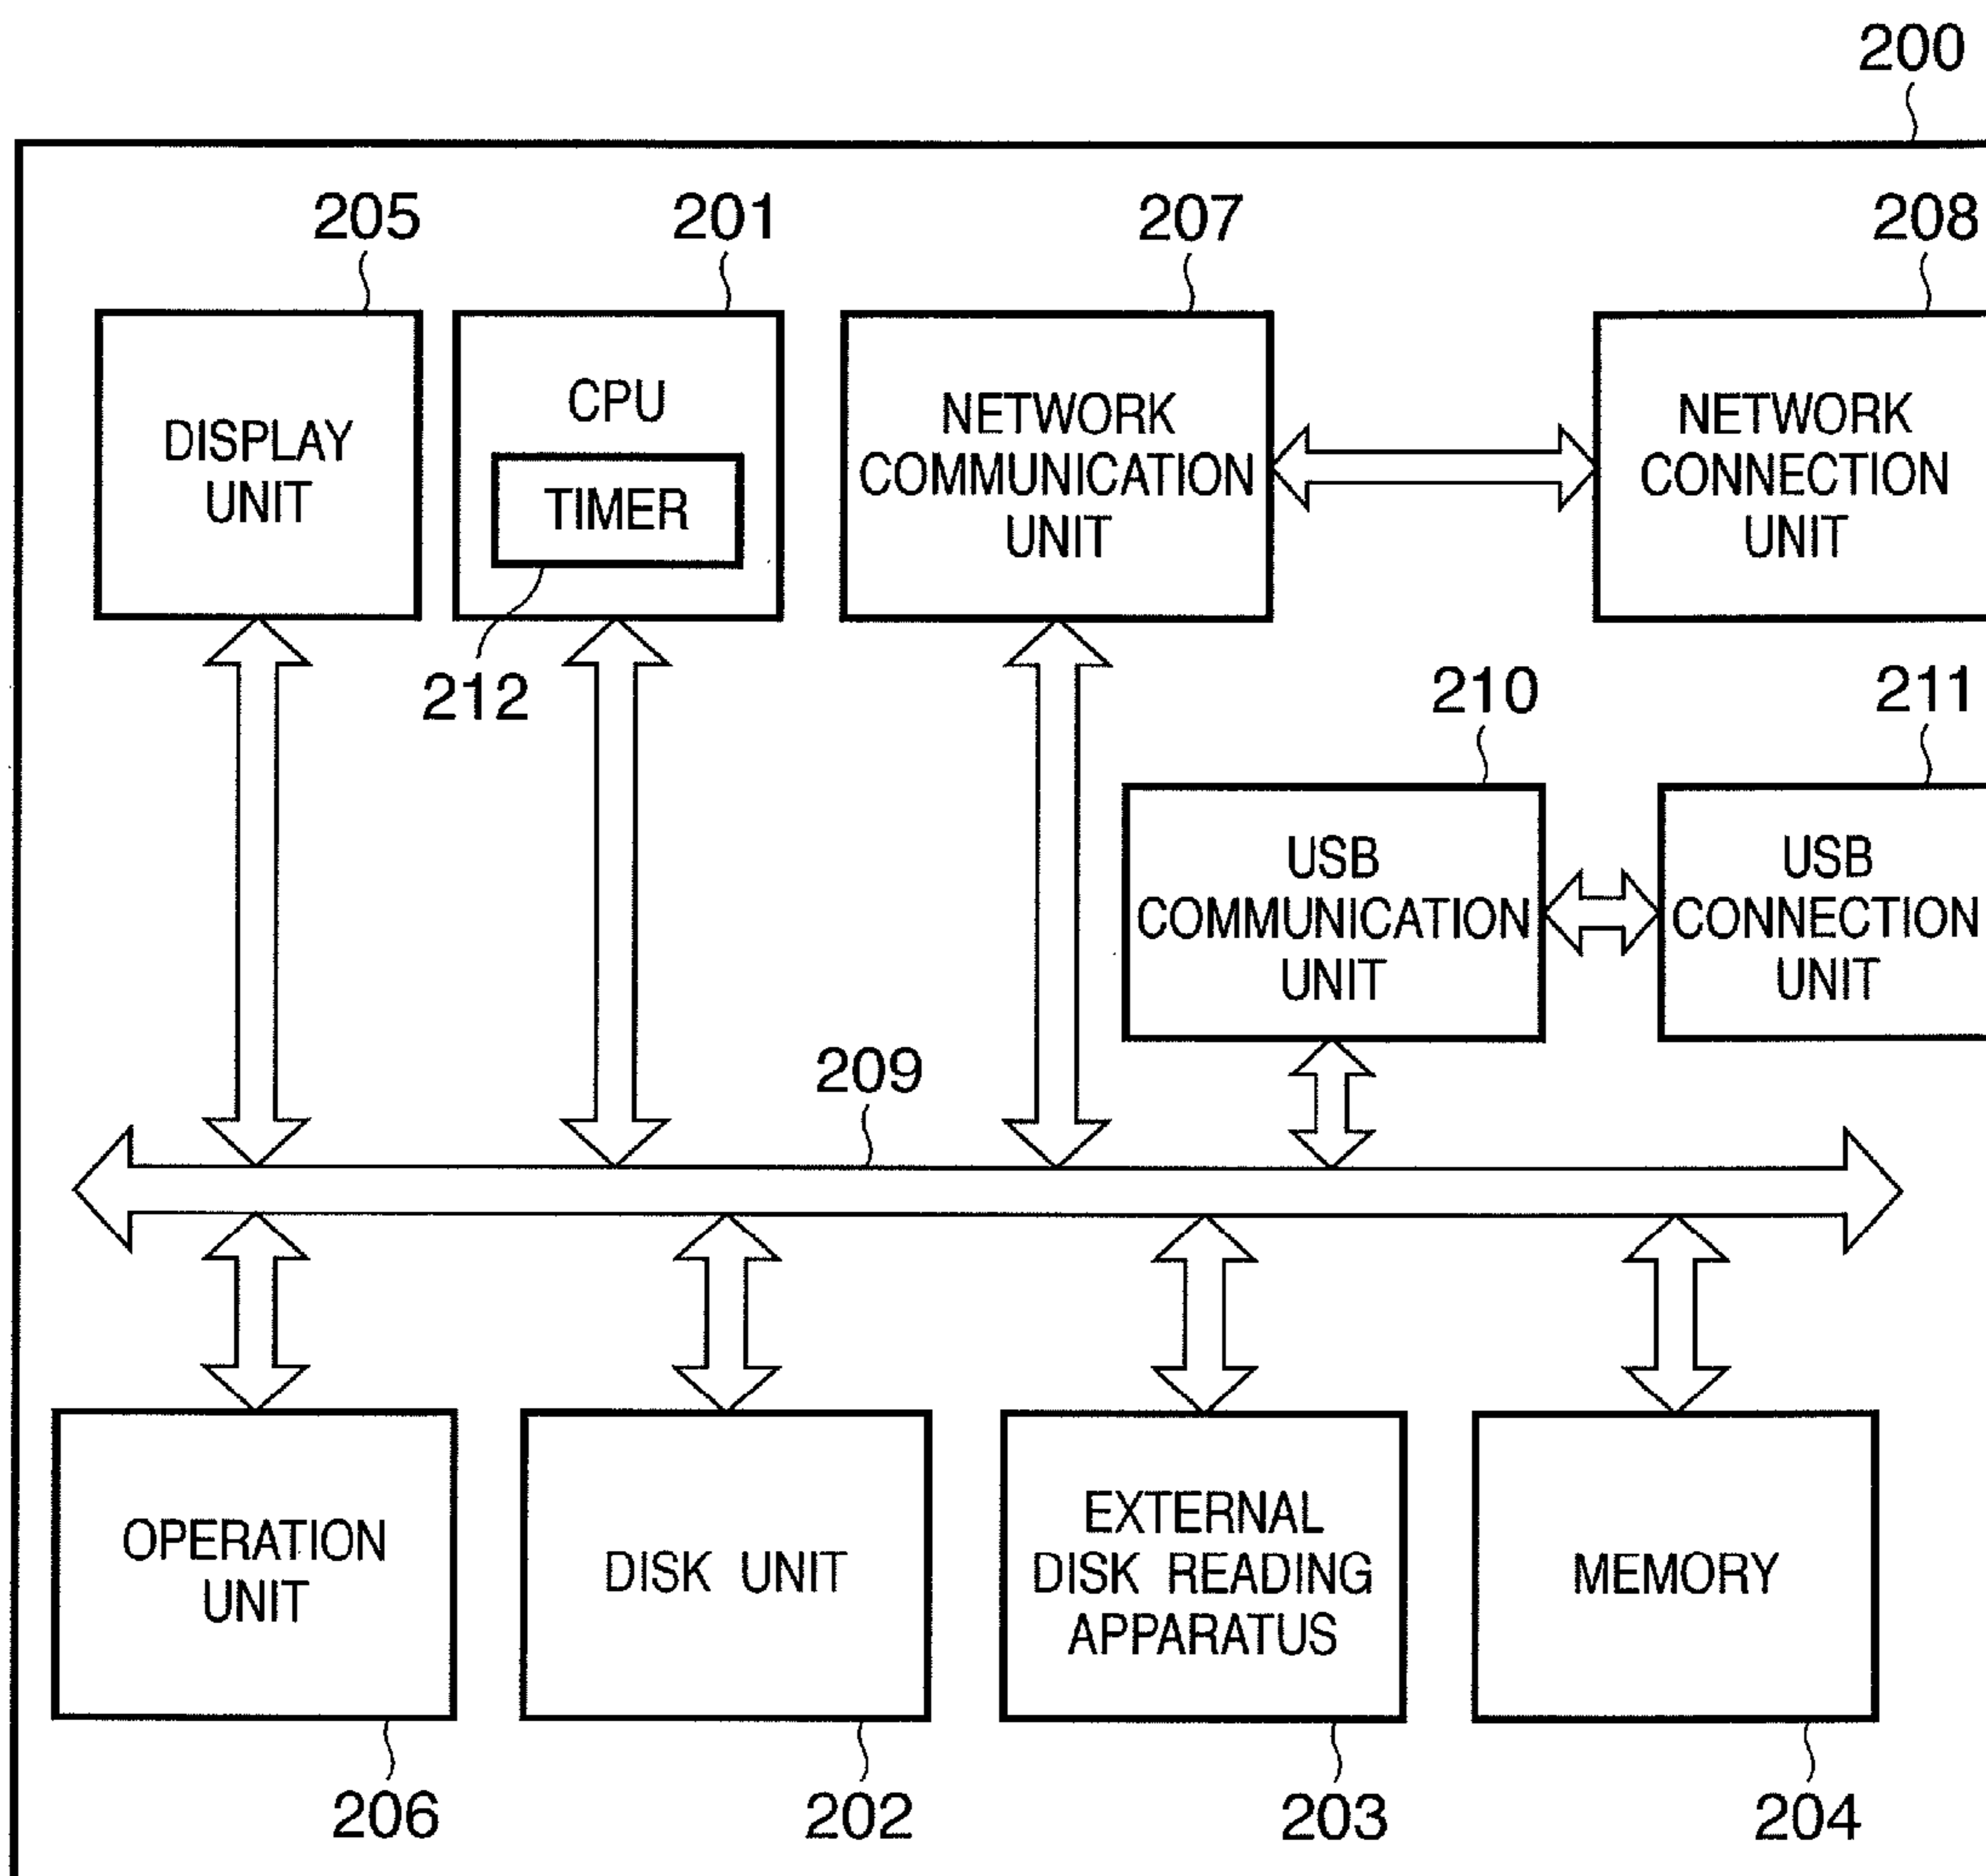 200
205
201
207
208
DISPLAY
UNIT
CPU
TIMER
NETWORK
COMMUNICATION
UNIT
NETWORK
CONNECTION
UNIT
212
210
211
USB
COMMUNICATION
UNIT
USB
CONNECTION
UNIT
209
OPERATION
UNIT
DISK UNIT
EXTERNAL
DISK READING
APPARATUS
MEMORY
206
202
203
204